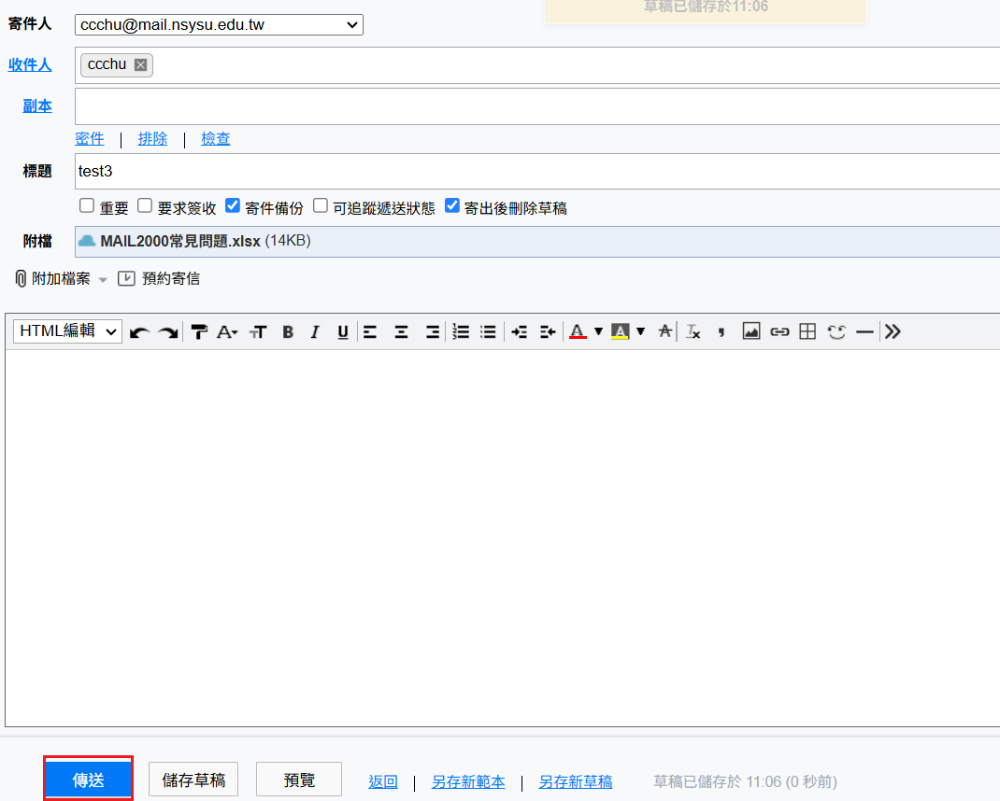 草稿已儲存於11:06
寄件人 ccchu@mail.nsysu.edu.tw
收件人 ccchu
副本
密件 | 排除 | 檢查
標題 test3
重要 要求簽收 寄件備份 可追蹤遞送狀態 寄出後刪除草稿
附檔 MAIL2000常見問題.xlsx (14KB)
附加檔案 預約寄信
HTML編輯
傳送 儲存草稿 預覽 返回 | 另存新範本 | 另存新草稿 草稿已儲存於 11:06 (0 秒前)